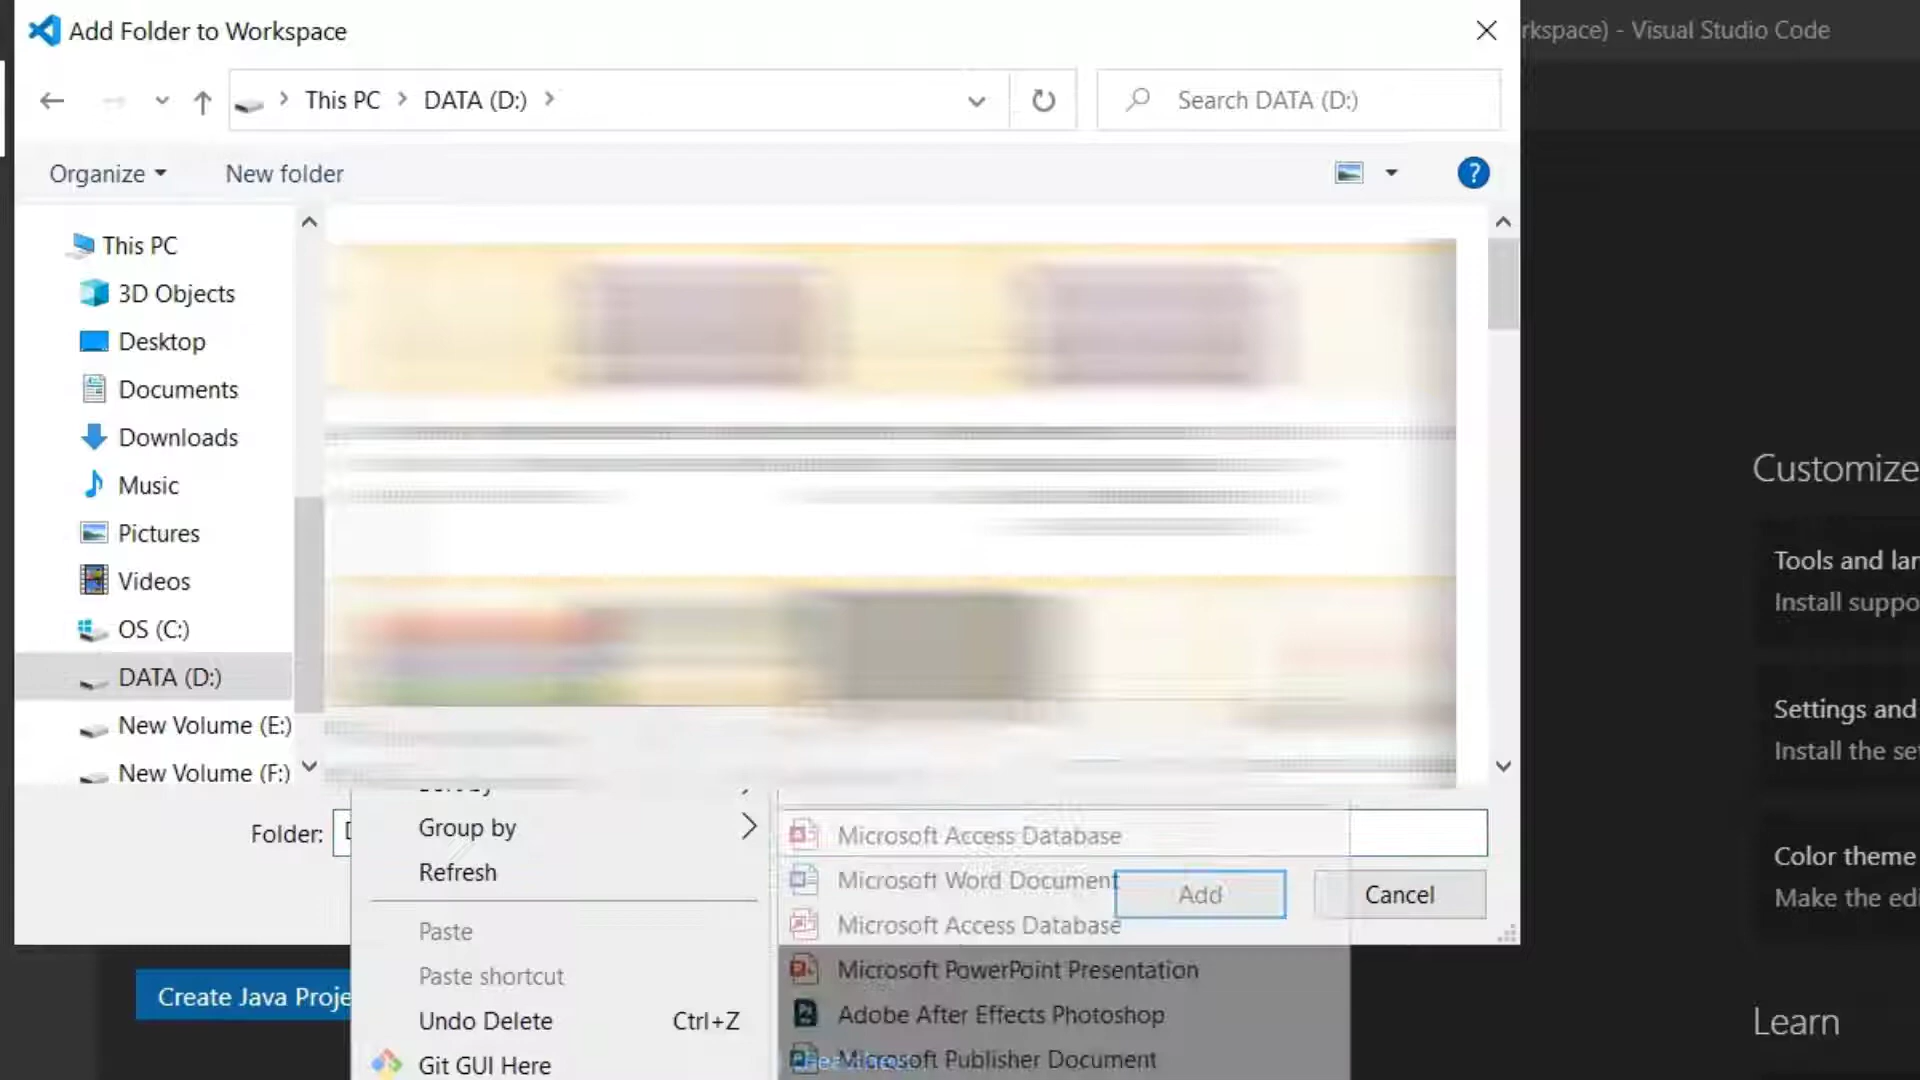 Add Folder to Workspace
rkspace) - Visual Studio Code
This PC
DATA (D:)
Search DATA (D:)
Organize
New folder
This PC
3D Objects
Desktop
Documents
Downloads
Music
Pictures
Videos
OS (C:)
DATA (D:)
New Volume (E:)
New Volume (F:)
Folder:
Group by
Refresh
Paste
Paste shortcut
Undo Delete Ctrl+Z
Git GUI Here
Microsoft Access Database
Microsoft Word Document
Microsoft Access Database
Microsoft PowerPoint Presentation
Adobe After Effects Photoshop
Microsoft Publisher Document
Add
Cancel
Create Java Proje
Customize
Tools and lan
Install suppo
Settings and
Install the se
Color theme
Make the edi
Learn